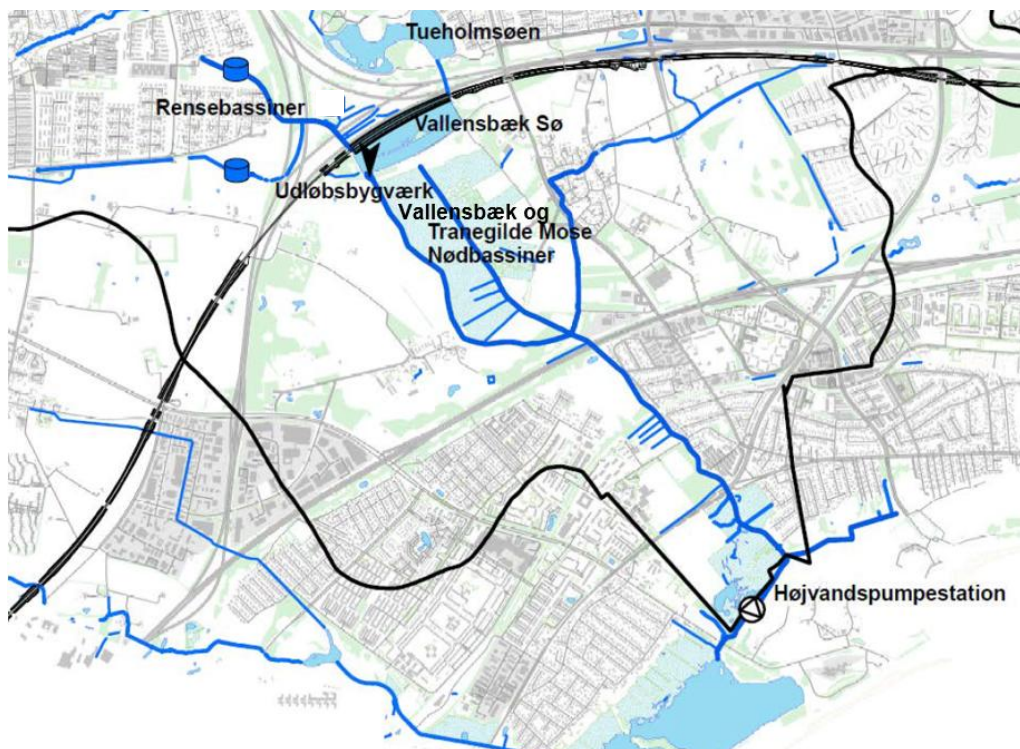 Tueholmsøen
Rensebassiner
Vallensbæk Sø
Udløbsbygværk
Vallensbæk og
Tranegilde Mose
Nødbassiner
Højvandspumpestation